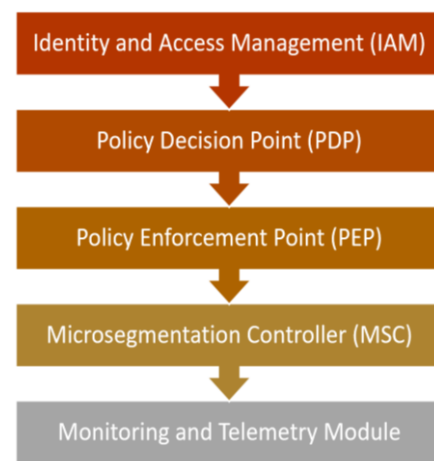 Identity and Access Management (IAM)
Policy Decision Point (PDP)
Policy Enforcement Point (PEP)
Microsegmentation Controller (MSC)
Monitoring and Telemetry Module